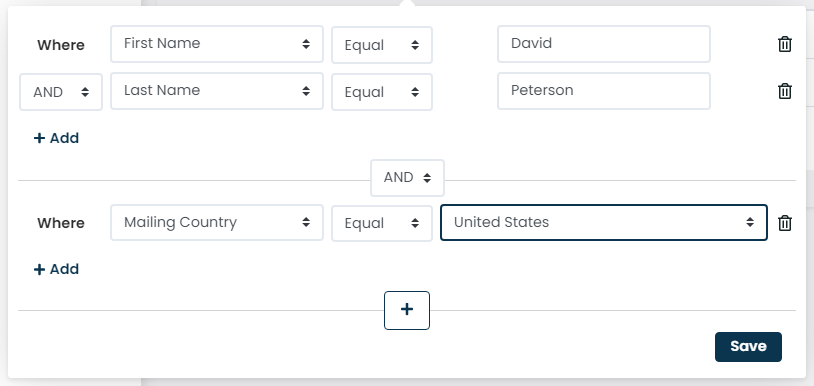 Where First Name Equal David
AND Last Name Equal Peterson
+ Add
AND
Where Mailing Country Equal United States
+ Add
+
Save